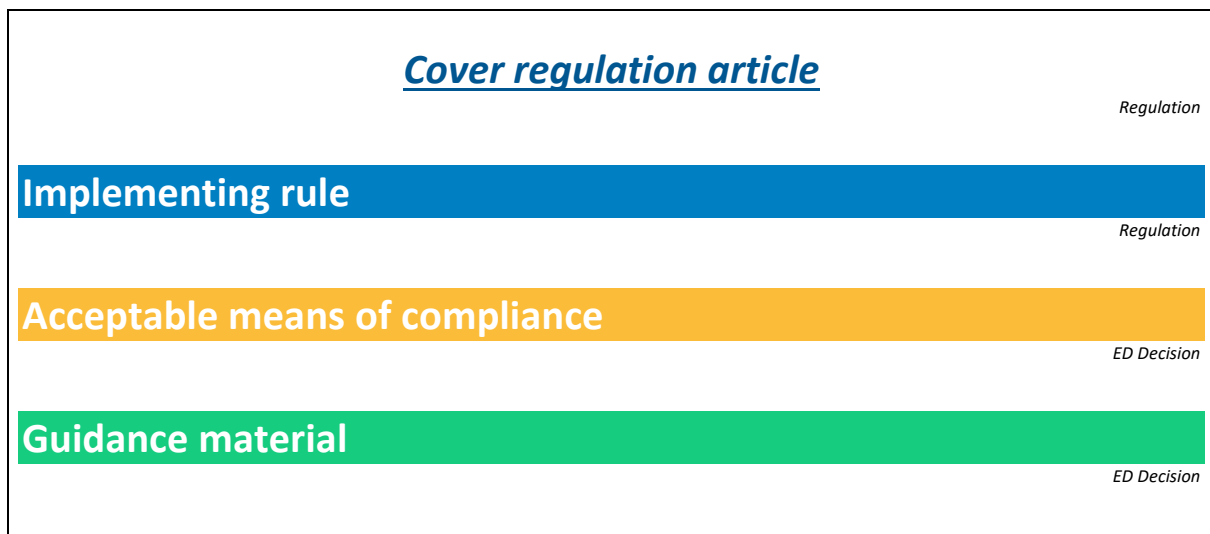 Cover regulation article
Regulation
Implementing rule
Regulation
Acceptable means of compliance
ED Decision
Guidance material
ED Decision